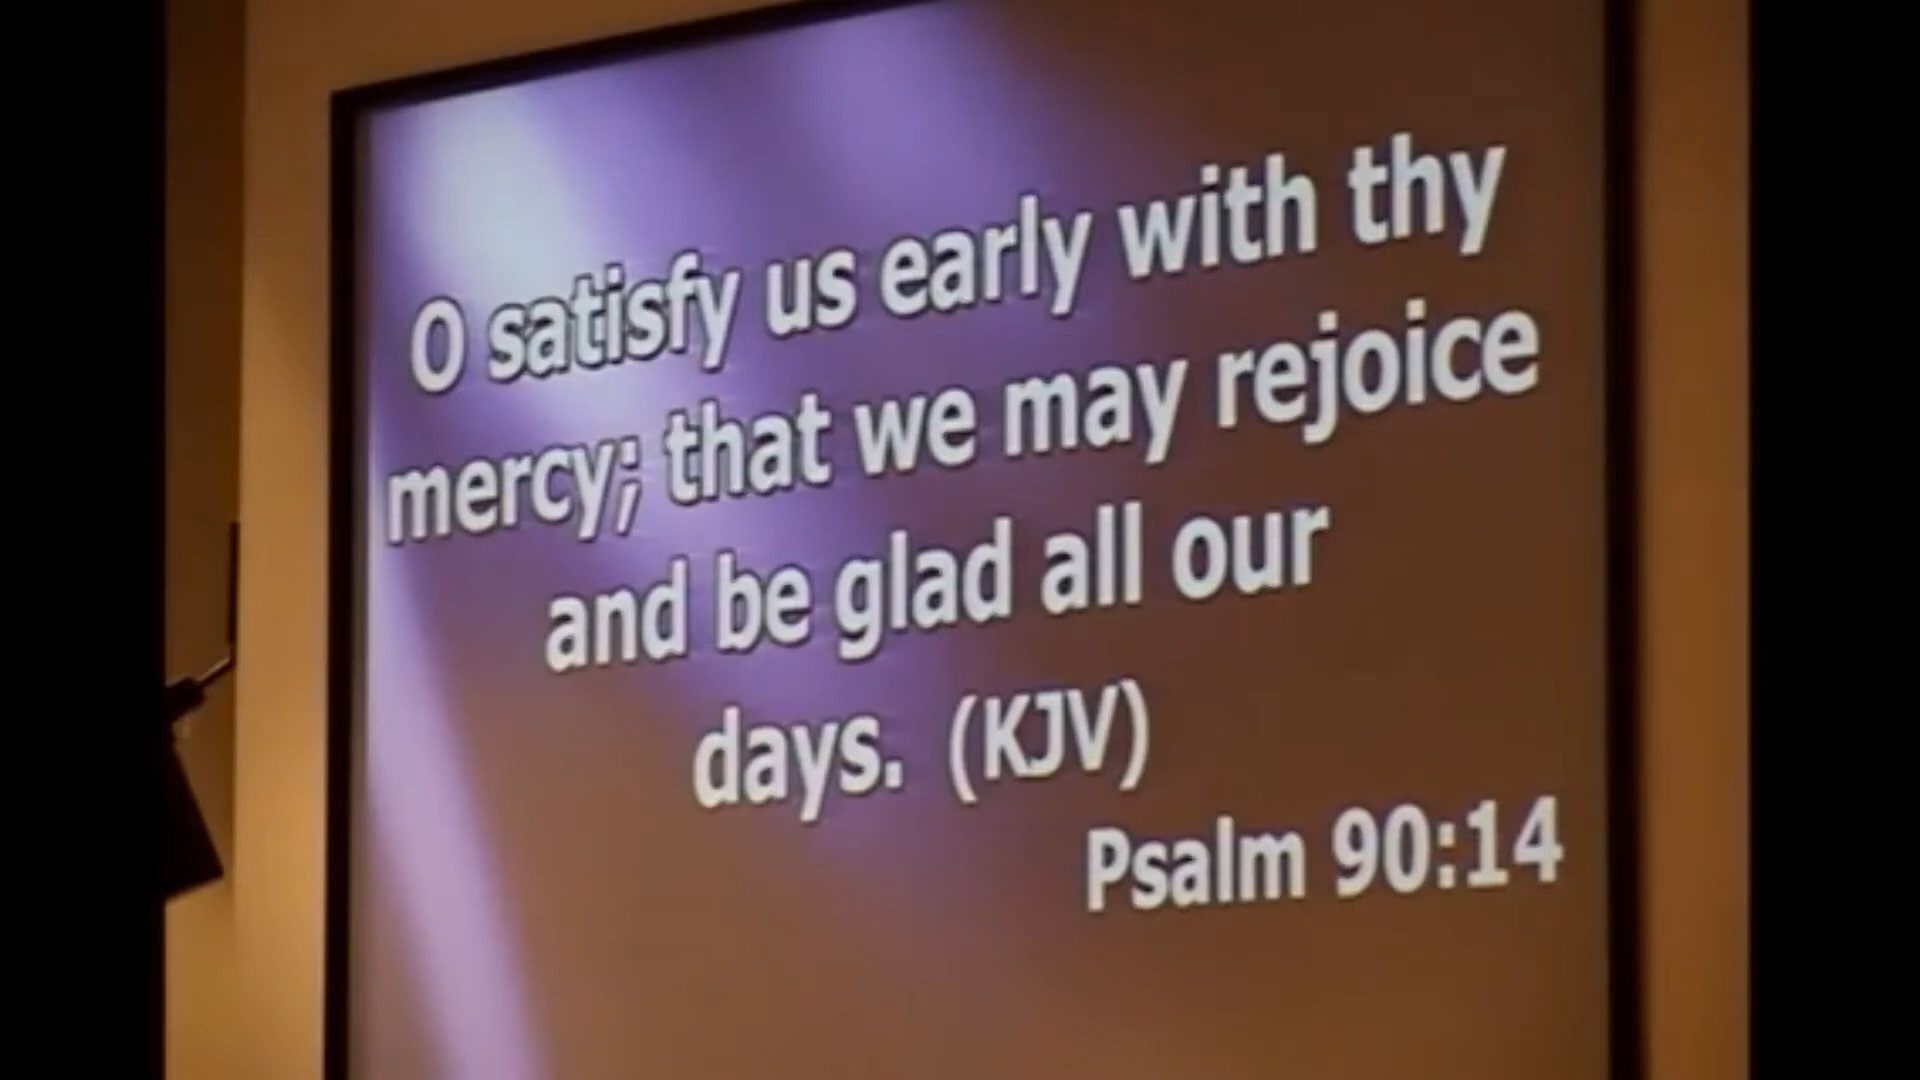 O satisfy us early with thy
mercy; that we may rejoice
and be glad all our
days. (KJV)
Psalm 90:14